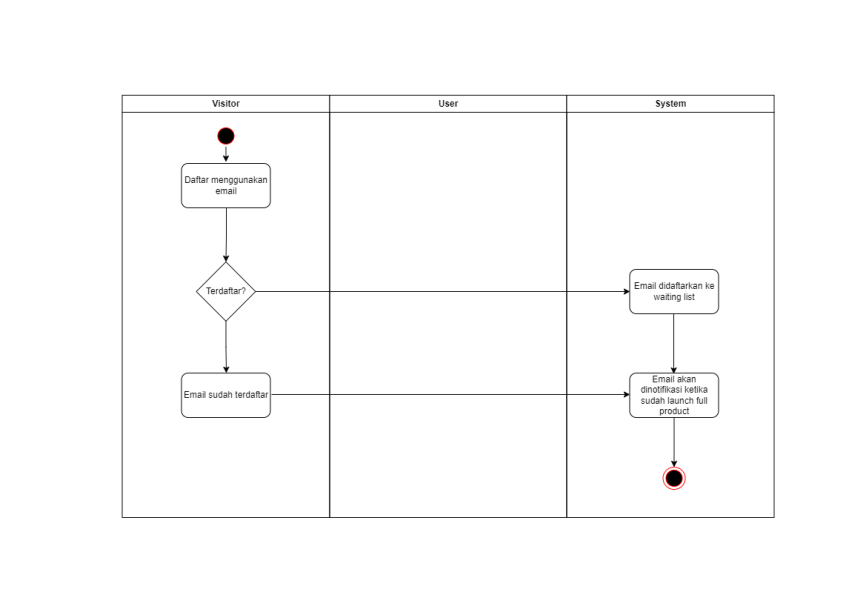 Visitor
User
System
Daftar menggunakan
email
Terdaftar?
Email didaftarkan ke
waiting list
Email sudah terdaftar
Email akan
dinotifikasi ketika
sudah launch full
product